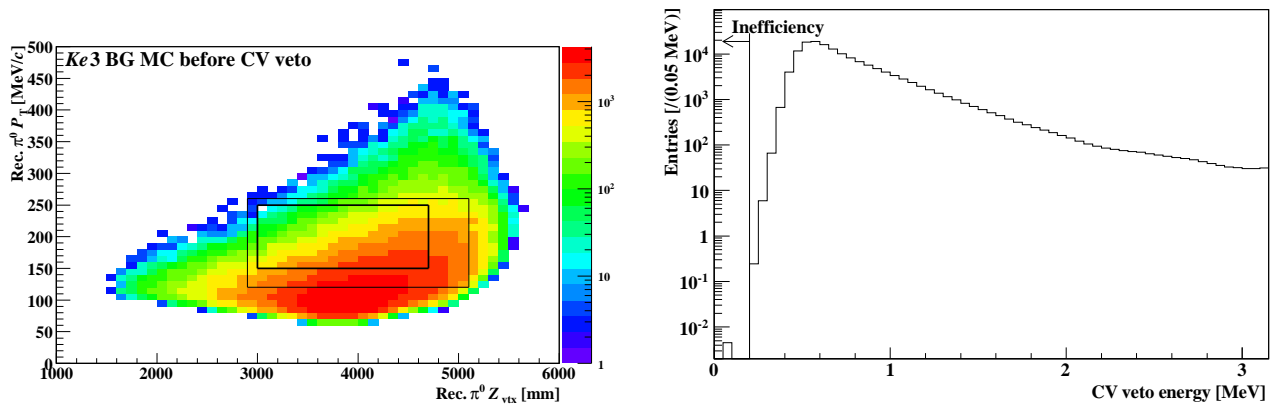 Ke3 BG MC before CV veto
Rec. π⁰ P_T [MeV/c]
500
450
400
350
300
250
200
150
100
50
0
1000 2000 3000 4000 5000 6000
Rec. π⁰ Z_vtx [mm]
10³
10²
10
1
Inefficiency
Entries [/(0.05 MeV)]
10⁴
10³
10²
10
1
10⁻¹
10⁻²
0 1 2 3
CV veto energy [MeV]